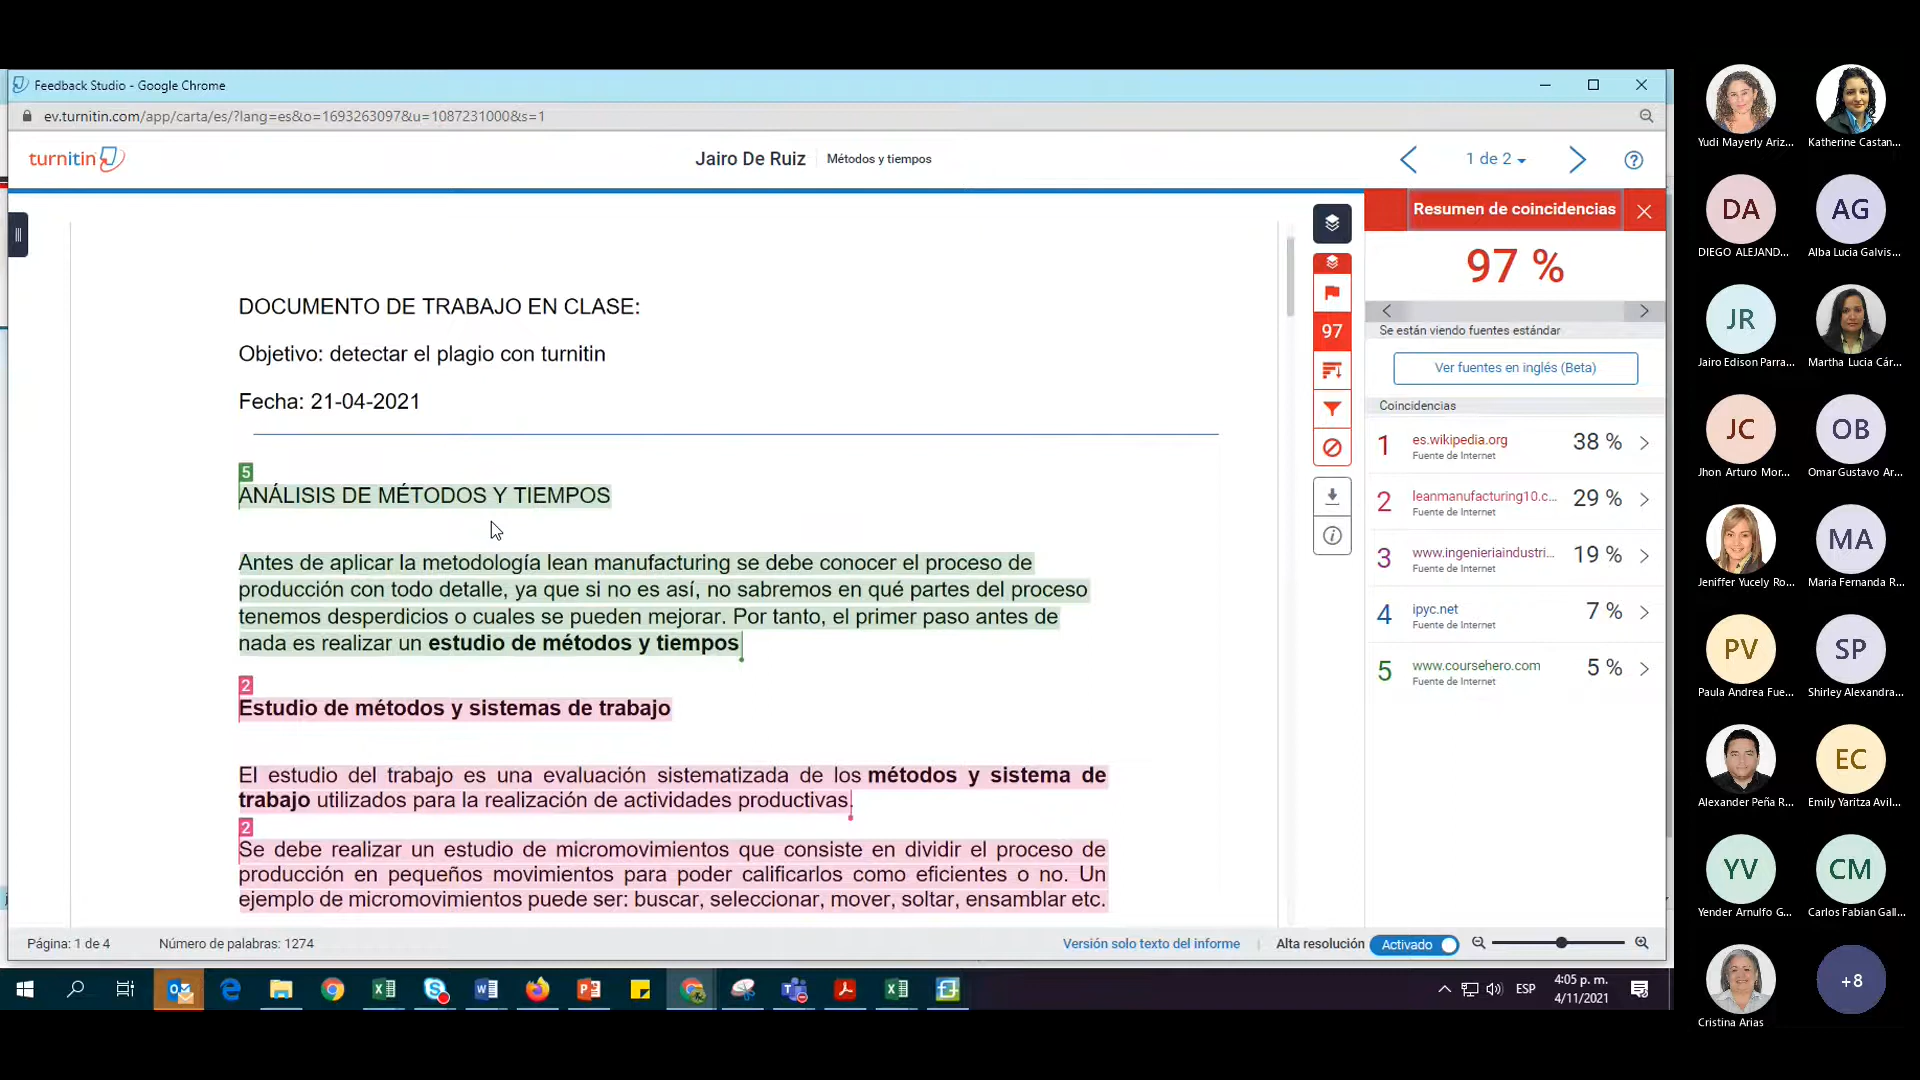 Feedback Studio - Google Chrome
ev.turnitin.com/app/carta/es/?lang=es&o=1693263097&u=1087231000&s=1
turnitin
Jairo De Ruiz
Métodos y tiempos
1 de 2
DOCUMENTO DE TRABAJO EN CLASE:
Objetivo: detectar el plagio con turnitin
Fecha: 21-04-2021
5
ANÁLISIS DE MÉTODOS Y TIEMPOS
Antes de aplicar la metodología lean manufacturing se debe conocer el proceso de
producción con todo detalle, ya que si no es así, no sabremos en qué partes del proceso
tenemos desperdicios o cuales se pueden mejorar. Por tanto, el primer paso antes de
nada es realizar un estudio de métodos y tiempos
2
Estudio de métodos y sistemas de trabajo
El estudio del trabajo es una evaluación sistematizada de los métodos y sistema de
trabajo utilizados para la realización de actividades productivas.
2
Se debe realizar un estudio de micromovimientos que consiste en dividir el proceso de
producción en pequeños movimientos para poder calificarlos como eficientes o no. Un
ejemplo de micromovimientos puede ser: buscar, seleccionar, mover, soltar, ensamblar etc.
97
Resumen de coincidencias
97 %
Se están viendo fuentes estándar
Ver fuentes en inglés (Beta)
Coincidencias
1 es.wikipedia.org 38 %
Fuente de Internet
2 leanmanufacturing10.c... 29 %
Fuente de Internet
3 www.ingenieriaindustri... 19 %
Fuente de Internet
4 ipyc.net 7 %
Fuente de Internet
5 www.coursehero.com 5 %
Fuente de Internet
Página: 1 de 4
Número de palabras: 1274
Versión solo texto del informe
Alta resolución
Activado
ESP
4:05 p. m.
4/11/2021
Yudi Mayerly Ariz...
Katherine Castan...
DA
AG
DIEGO ALEJAND...
Alba Lucia Galvis...
JR
Jairo Edison Parra...
Martha Lucia Cár...
JC
OB
Jhon Arturo Mor...
Omar Gustavo Ar...
MA
Jeniffer Yucely Ro...
Maria Fernanda R...
PV
SP
Paula Andrea Fue...
Shirley Alexandra...
EC
Alexander Peña R...
Emily Yaritza Avil...
YV
CM
Yender Arnulfo G...
Carlos Fabian Gall...
+8
Cristina Arias